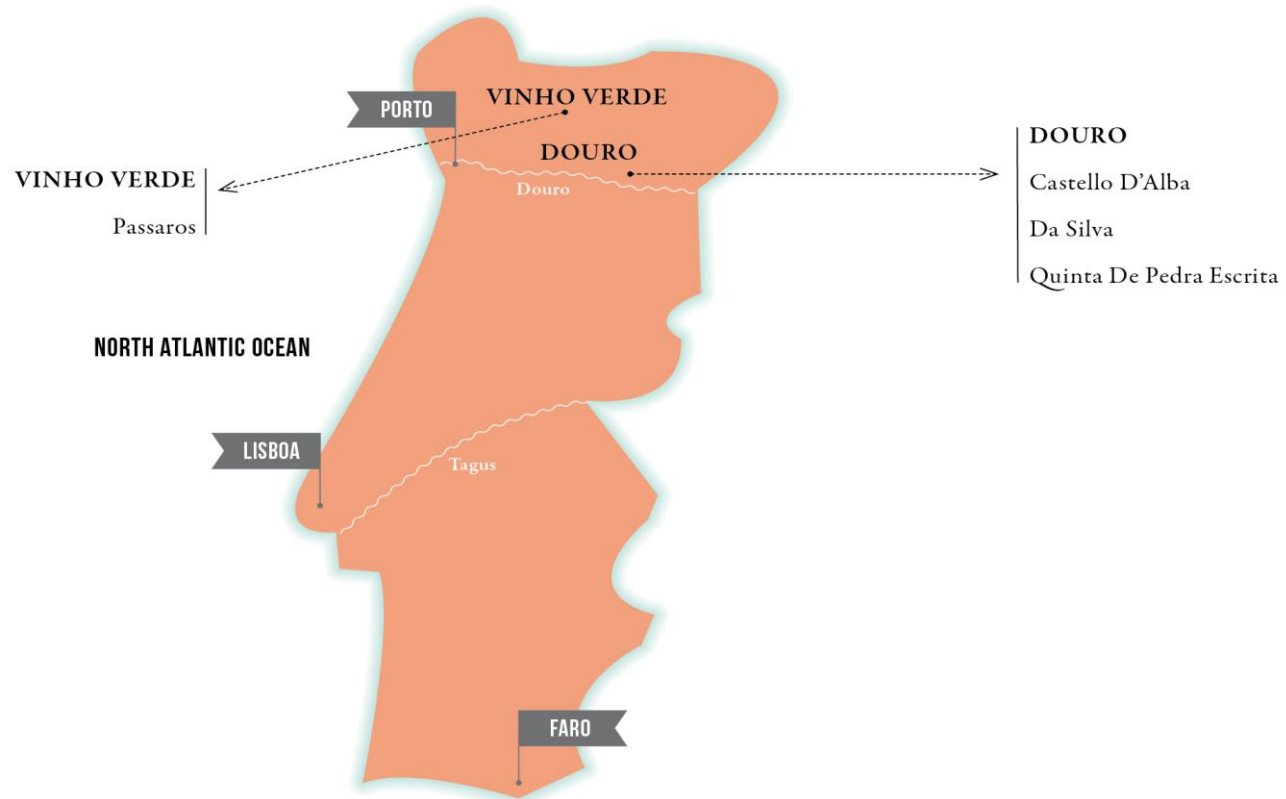 PORTO
VINHO VERDE
DOURO
Douro
VINHO VERDE
Passaros
DOURO
Castello D'Alba
Da Silva
Quinta De Pedra Escrita
NORTH ATLANTIC OCEAN
LISBOA
Tagus
FARO